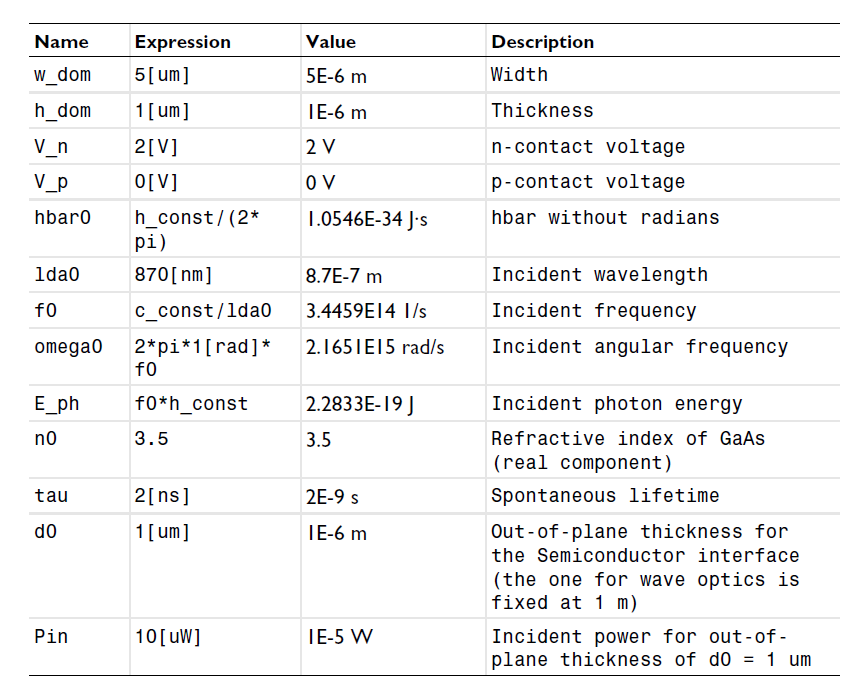 Name Expression Value Description
w_dom 5[um] 5E-6 m Width
h_dom 1[um] 1E-6 m Thickness
V_n 2[V] 2 V n-contact voltage
V_p 0[V] 0 V p-contact voltage
hbar0 h_const/(2* 1.0546E-34 J·s hbar without radians
pi)
lda0 870[nm] 8.7E-7 m Incident wavelength
f0 c_const/lda0 3.4459E14 1/s Incident frequency
omega0 2*pi*1[rad]* 2.1651E15 rad/s Incident angular frequency
f0
E_ph f0*h_const 2.2833E-19 J Incident photon energy
n0 3.5 3.5 Refractive index of GaAs
(real component)
tau 2[ns] 2E-9 s Spontaneous lifetime
d0 1[um] 1E-6 m Out-of-plane thickness for
the Semiconductor interface
(the one for wave optics is
fixed at 1 m)
Pin 10[uW] 1E-5 W Incident power for out-of-
plane thickness of d0 = 1 um